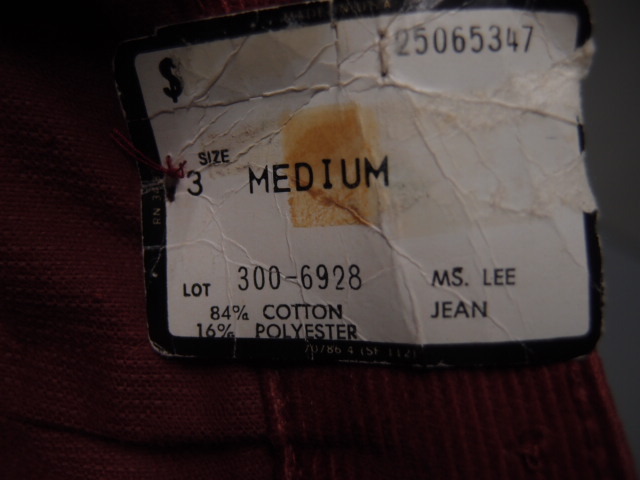 $
25065347
SIZE
3 MEDIUM
LOT 300-6928
MS. LEE
84% COTTON
JEAN
16% POLYESTER